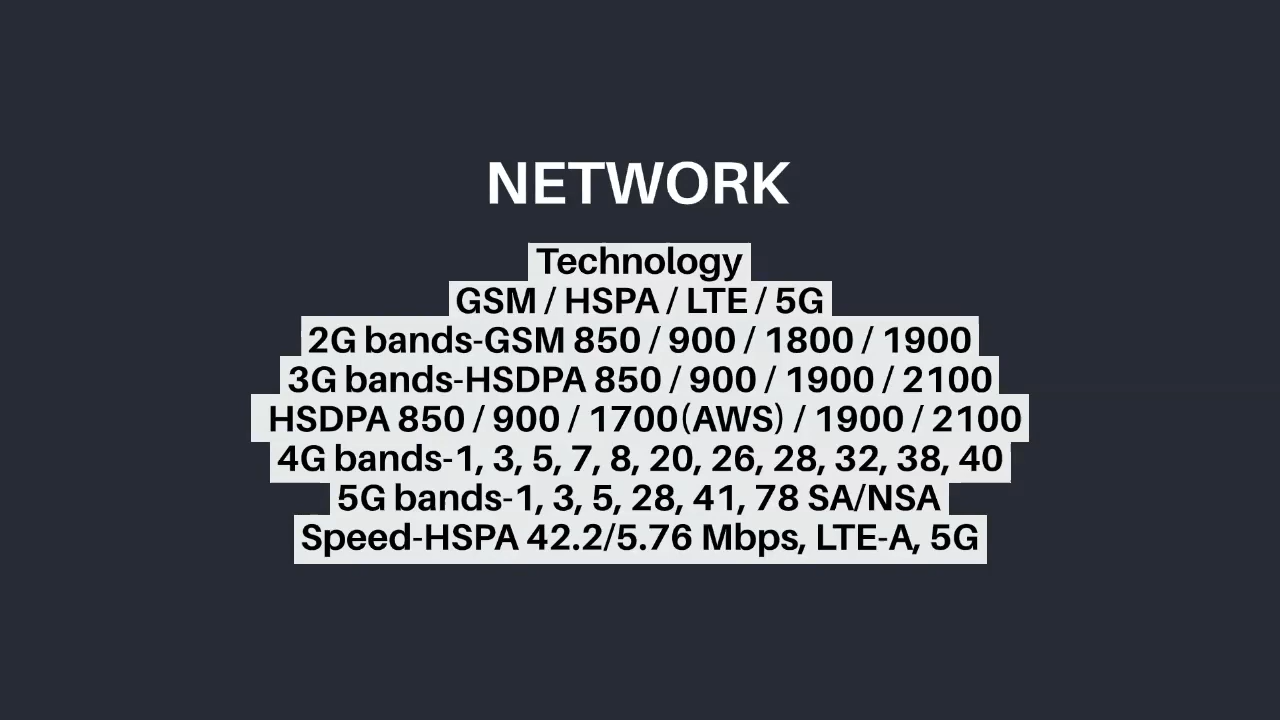 NETWORK
Technology
GSM / HSPA / LTE / 5G
2G bands-GSM 850 / 900 / 1800 / 1900
3G bands-HSDPA 850 / 900 / 1900 / 2100
HSDPA 850 / 900 / 1700(AWS) / 1900 / 2100
4G bands-1, 3, 5, 7, 8, 20, 26, 28, 32, 38, 40
5G bands-1, 3, 5, 28, 41, 78 SA/NSA
Speed-HSPA 42.2/5.76 Mbps, LTE-A, 5G